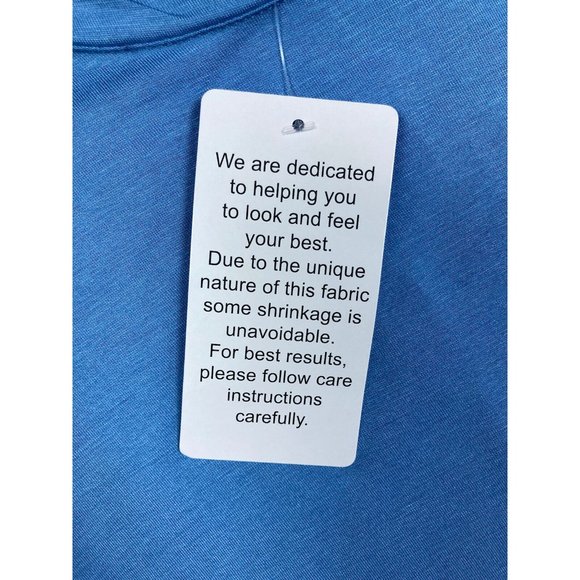 We are dedicated
to helping you
to look and feel
your best.
Due to the unique
nature of this fabric
some shrinkage is
unavoidable.
For best results,
please follow care
instructions
carefully.